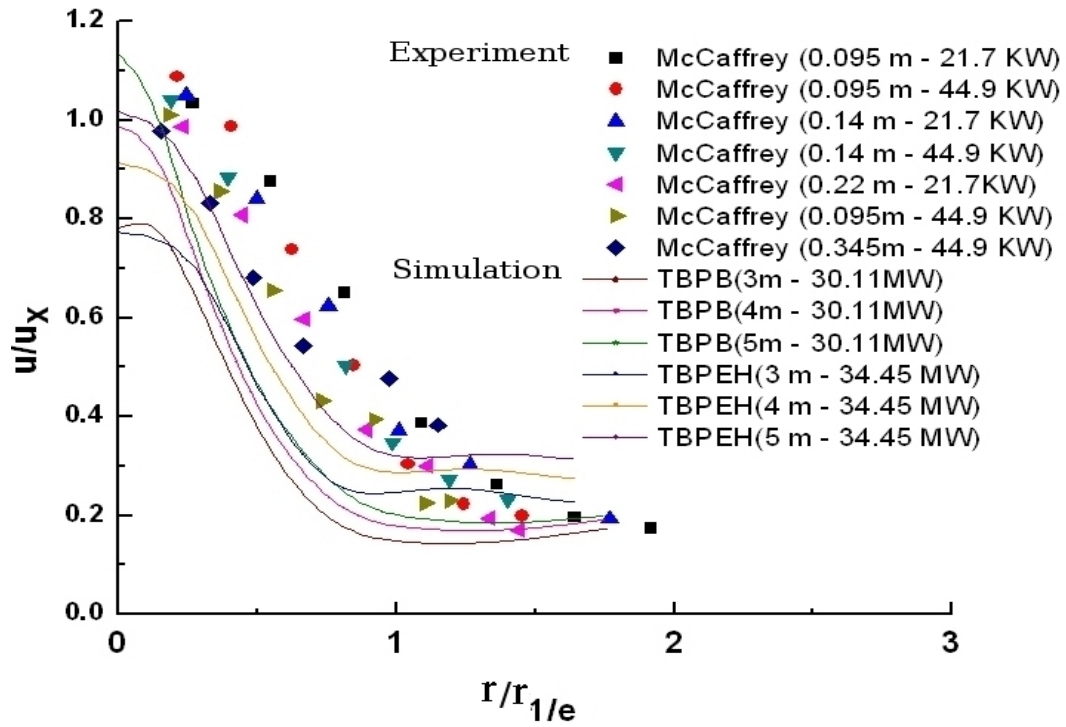 Experiment
McCaffrey (0.095 m - 21.7 KW)
McCaffrey (0.095 m - 44.9 KW)
McCaffrey (0.14 m - 21.7 KW)
McCaffrey (0.14 m - 44.9 KW)
McCaffrey (0.22 m - 21.7KW)
McCaffrey (0.095m - 44.9 KW)
McCaffrey (0.345m - 44.9 KW)
Simulation
TBPB(3m - 30.11MW)
TBPB(4m - 30.11MW)
TBPB(5m - 30.11MW)
TBPEH(3 m - 34.45 MW)
TBPEH(4 m - 34.45 MW)
TBPEH(5 m - 34.45 MW)
u/uX
1.2
1.0
0.8
0.6
0.4
0.2
0.0
0 1 2 3
r/r1/e